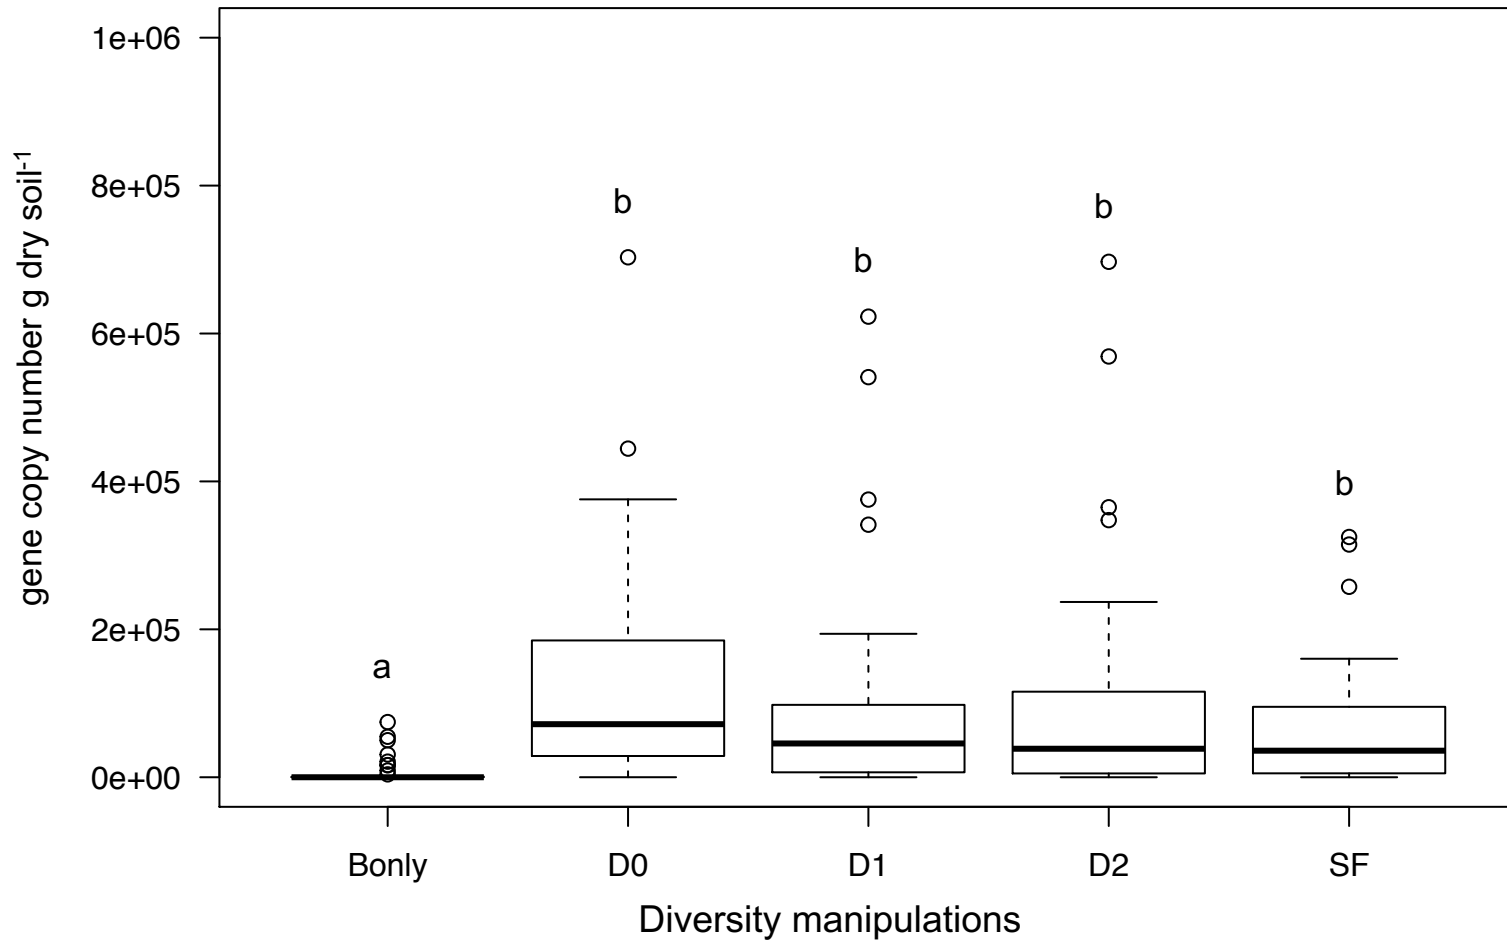 1e+06
8e+05
6e+05
4e+05
2e+05
0e+00
gene copy number g dry soil-1
a
b
b
b
b
Bonly D0 D1 D2 SF
Diversity manipulations